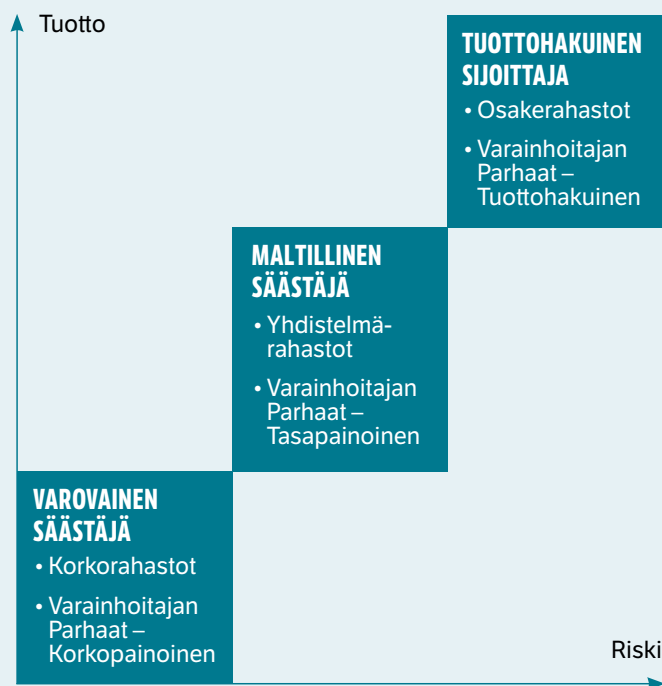 Tuotto
TUOTTOHAKUINEN
SIJOITTAJA
• Osakerahastot
• Varainhoitajan
Parhaat –
Tuottohakuinen
MALTILLINEN
SÄÄSTÄJÄ
• Yhdistelmä-
rahastot
• Varainhoitajan
Parhaat –
Tasapainoinen
VAROVAINEN
SÄÄSTÄJÄ
• Korkorahastot
• Varainhoitajan
Parhaat –
Korkopainoinen
Riski